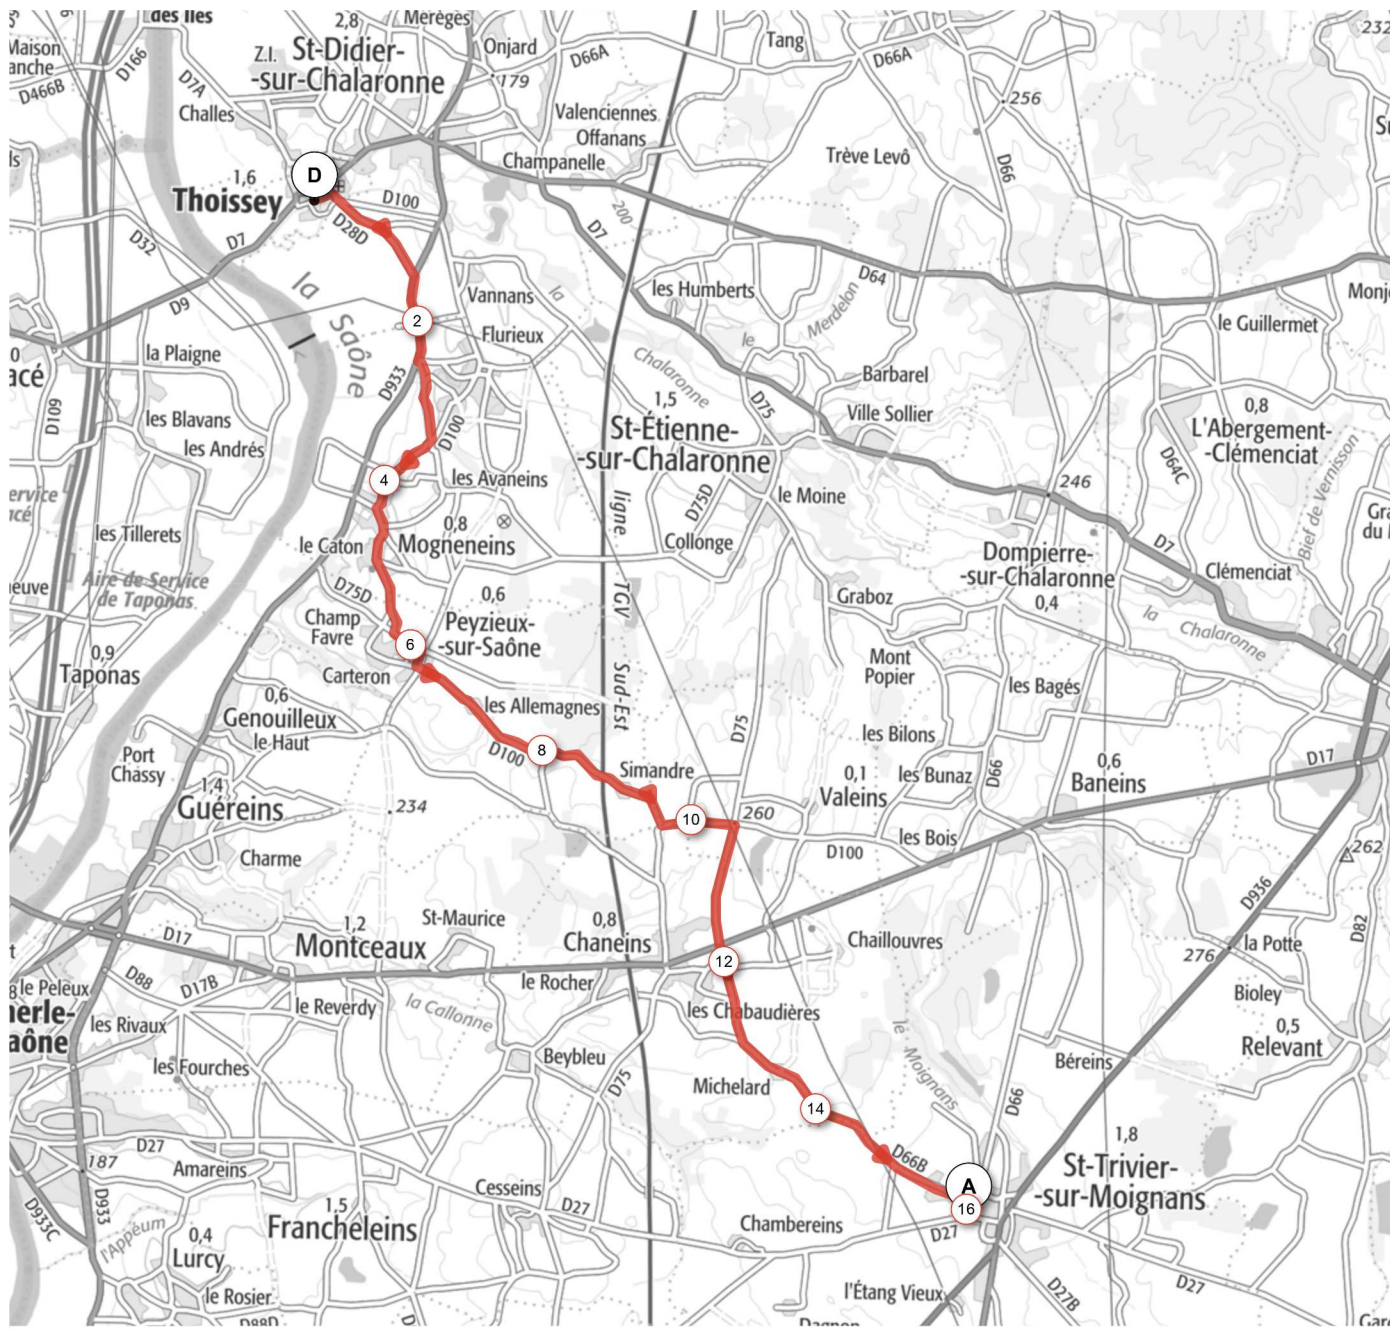 des Iles
2,8
Mérèges
Maison
D166
Z.I.
St-Didier-
-sur-Chalaronne
Onjard
D66A
Tang
D66A
232
D466B
D7A
179
Challes
Valenciennes
Offanans
256
Champanelle
Trève Levô
D66
1,6
D
Thoissey
D100
D28D
200
D7
D32
D7
la
Saône
D9
Vannans
la
les Humberts
D64
Merdelon
le
le Guillermet
2
Flurieux
la Plaigne
D933
Chalaronne
Barbarel
D109
les Blavans
les Andrés
D100
1,5
St-Étienne-
-sur-Chalaronne
D75
Ville Sollier
0,8
L'Abergement-
-Clémenciat
D64C
4
les Avaneins
ligne
D75D
le Moine
246
Bief de Vernisson
les Tillerets
le Caton
0,8
Mogneneins
Collonge
D7
Dompierre-
-sur-Chalaronne
0,4
Clémenciat
Aire de Service
de Taponas
D75D
0,6
TGV
Graboz
la
Chalaronne
Champ
Favre
6
Peyzieux-
-sur-Saône
0,9
Taponas
Carteron
Sud-Est
Mont
Popier
les Bagés
0,6
Genouilleux
le Haut
les Allemagnes
D75
les Bilons
Port
Chassy
D100
8
Simandre
D66
D17
1,4
Guéreins
234
0,1
Valeins
les Bunaz
0,6
Baneins
10
260
les Bois
Charme
D100
262
D936
D82
St-Maurice
0,8
Chaneins
Chaillouvres
D17
1,2
Montceaux
12
la Potte
276
D88
D17B
le Peleux
le Reverdy
le Rocher
la Callonne
les Chabaudières
Bioley
les Rivaux
le Moignans
0,5
Relevant
les Fourches
Beybleu
Béreins
D75
Michelard
D66
14
D27
1,8
St-Trivier-
-sur-Moignans
187
Amareins
D66B
A
16
Cesseins
D27
D933C
D933
1,5
Francheleins
Chambereins
D27
l'Appéum
0,4
Lurcy
le Rosier
l'Étang Vieux
D27B
D27
D88D